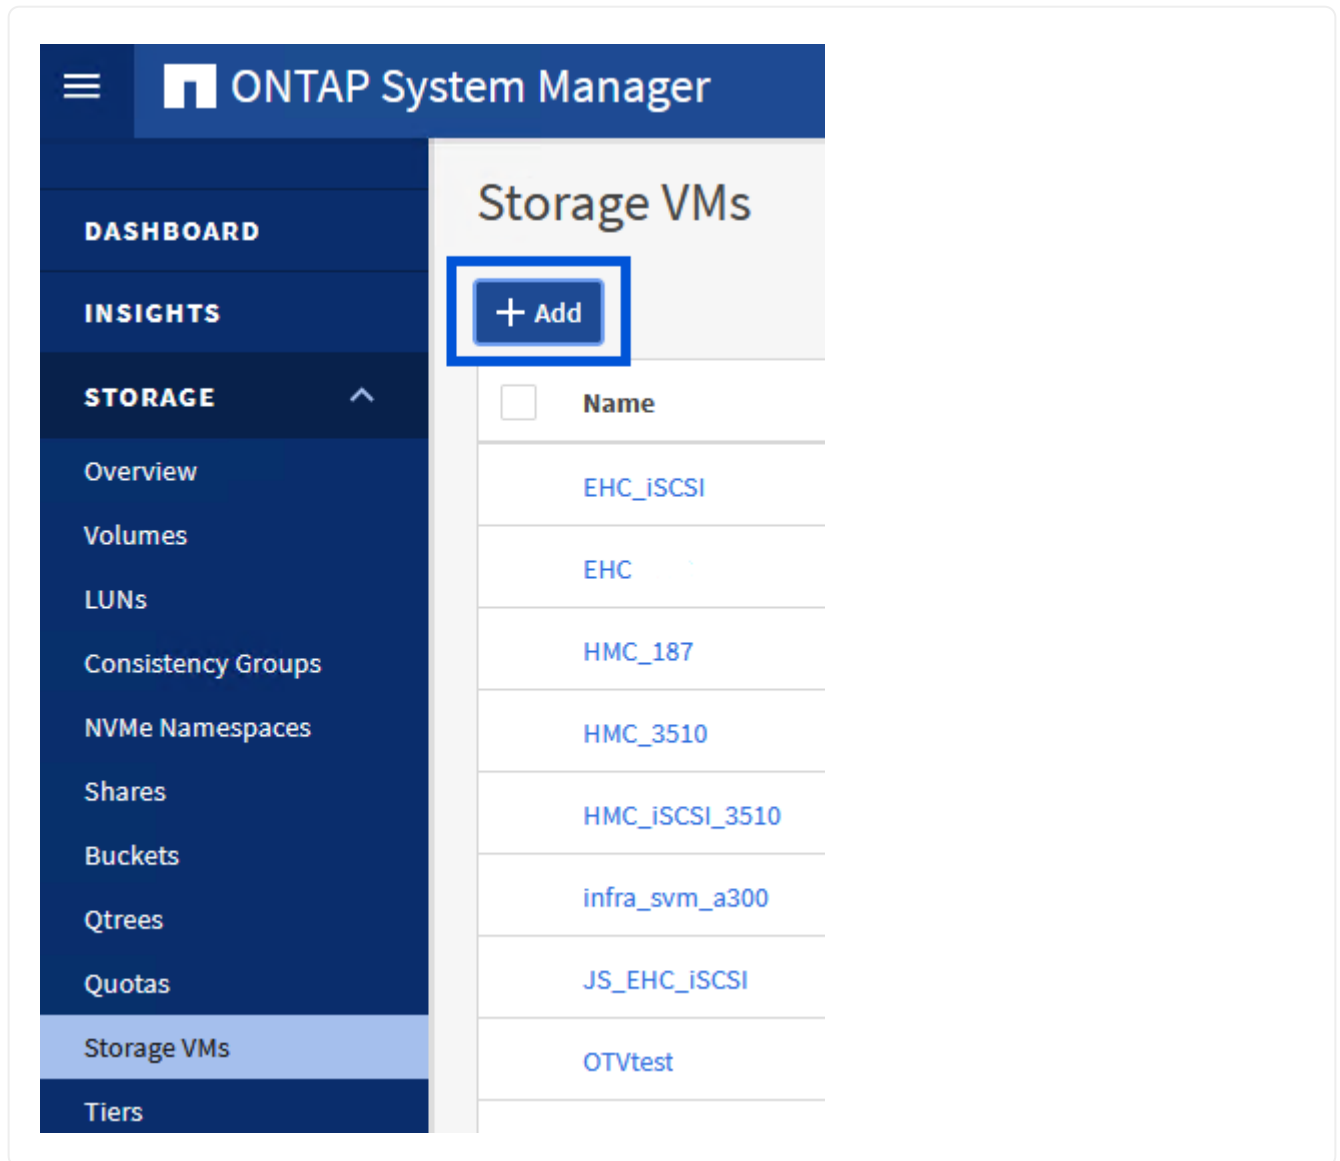 ONTAP System Manager
DASHBOARD
INSIGHTS
STORAGE
Overview
Volumes
LUNs
Consistency Groups
NVMe Namespaces
Shares
Buckets
Qtrees
Quotas
Storage VMs
Tiers
Storage VMs
+ Add
Name
EHC_iSCSI
EHC
HMC_187
HMC_3510
HMC_iSCSI_3510
infra_svm_a300
JS_EHC_iSCSI
OTVtest